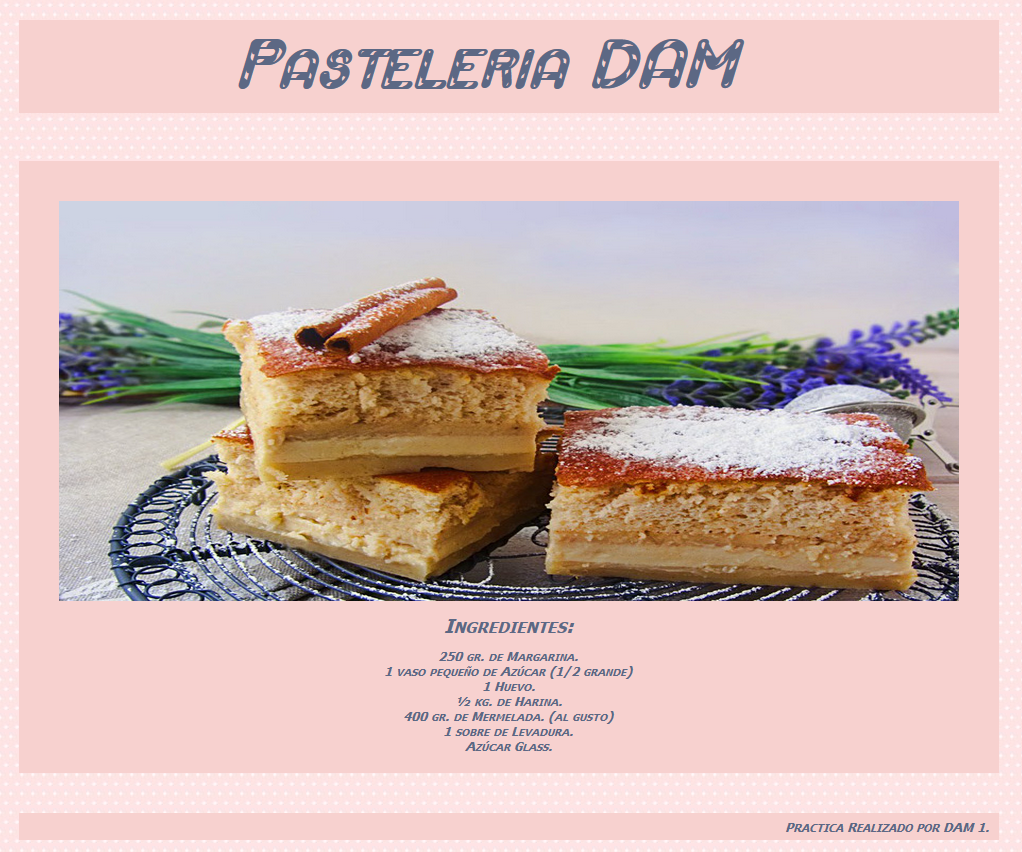 Pasteleria DAM
Ingredientes:
250 gr. de Margarina.
1 vaso pequeño de Azúcar (1/2 grande)
1 Huevo.
½ kg. de Harina.
400 gr. de Mermelada. (al gusto)
1 sobre de Levadura.
Azúcar Glass.
Practica Realizado por DAM 1.